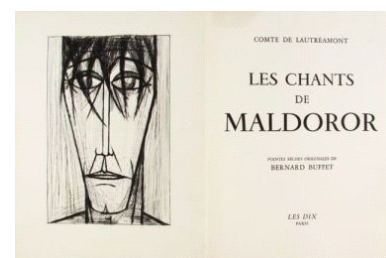 COMTE DE LAUTRÉAMONT
LES CHANTS
DE
MALDOROR
POINTES SÈCHES ORIGINALES DE
BERNARD BUFFET
LES DIX
PARIS